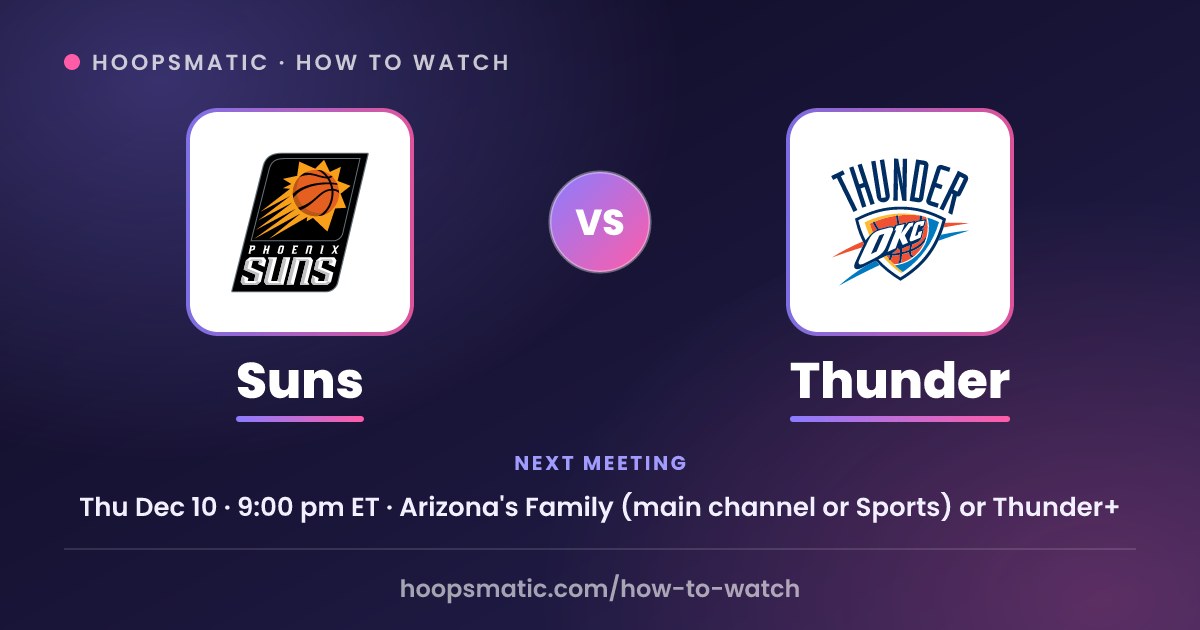 HOOPSMATIC · HOW TO WATCH
PHOENIX
SUNS
VS
THUNDER
OKC
Suns
Thunder
NEXT MEETING
Thu Dec 10 · 9:00 pm ET · Arizona's Family (main channel or Sports) or Thunder+
hoopsmatic.com/how-to-watch